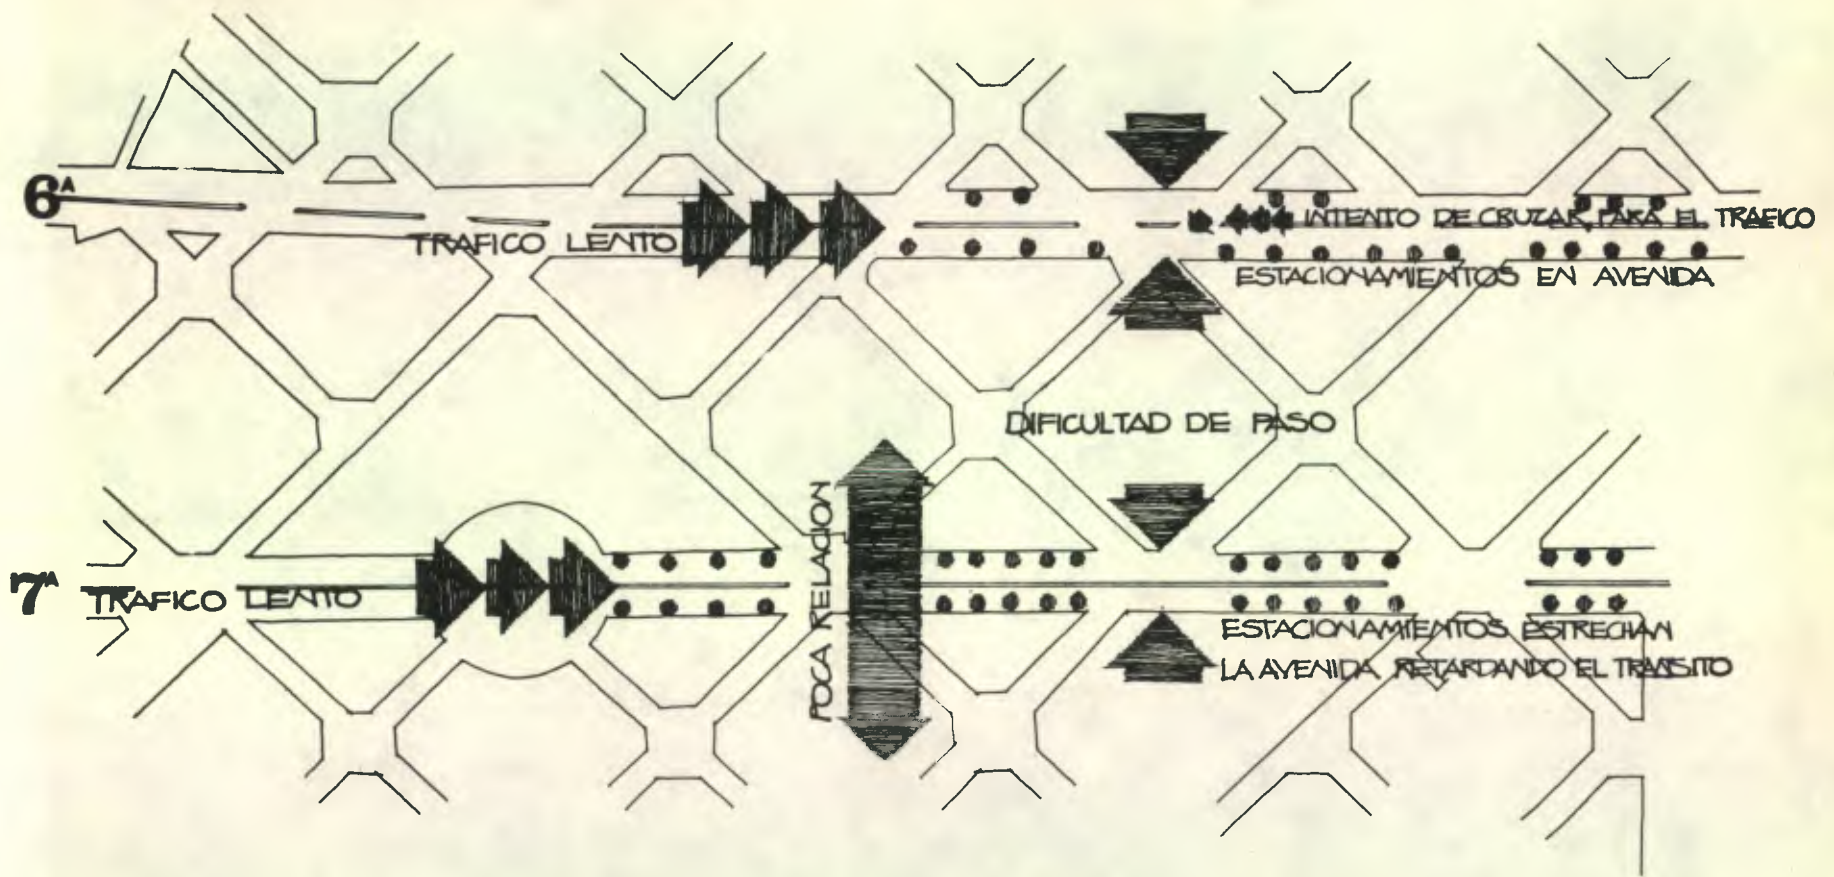 6A
TRAFICO LENTO
INTENTO DE CRUZAR PARA EL TRAFICO
ESTACIONAMIENTOS EN AVENIDA
DIFICULTAD DE PASO
POCA RELACION
7A
TRAFICO LENTO
ESTACIONAMIENTOS ESTRECHAN
LA AVENIDA RETARDANDO EL TRANSITO